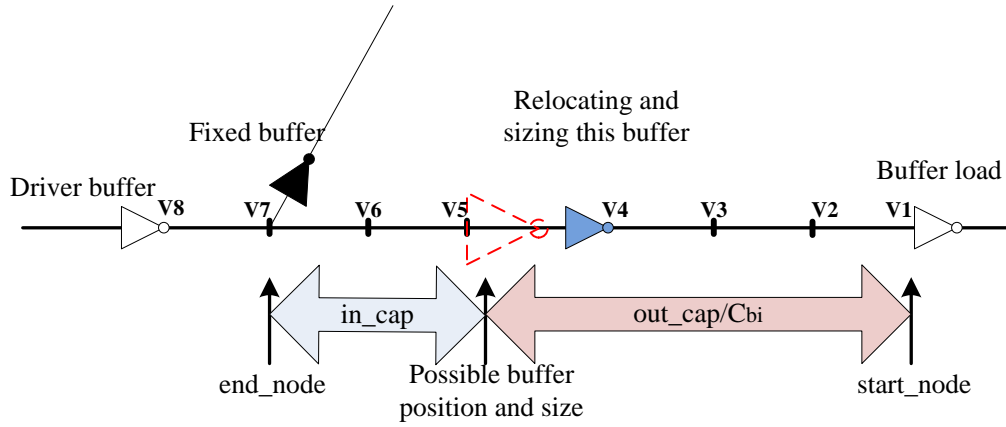 Relocating and
sizing this buffer
Fixed buffer
Driver buffer
Buffer load
V8
V7
V6
V5
V4
V3
V2
V1
in_cap
out_cap/Cbi
end_node
Possible buffer
position and size
start_node